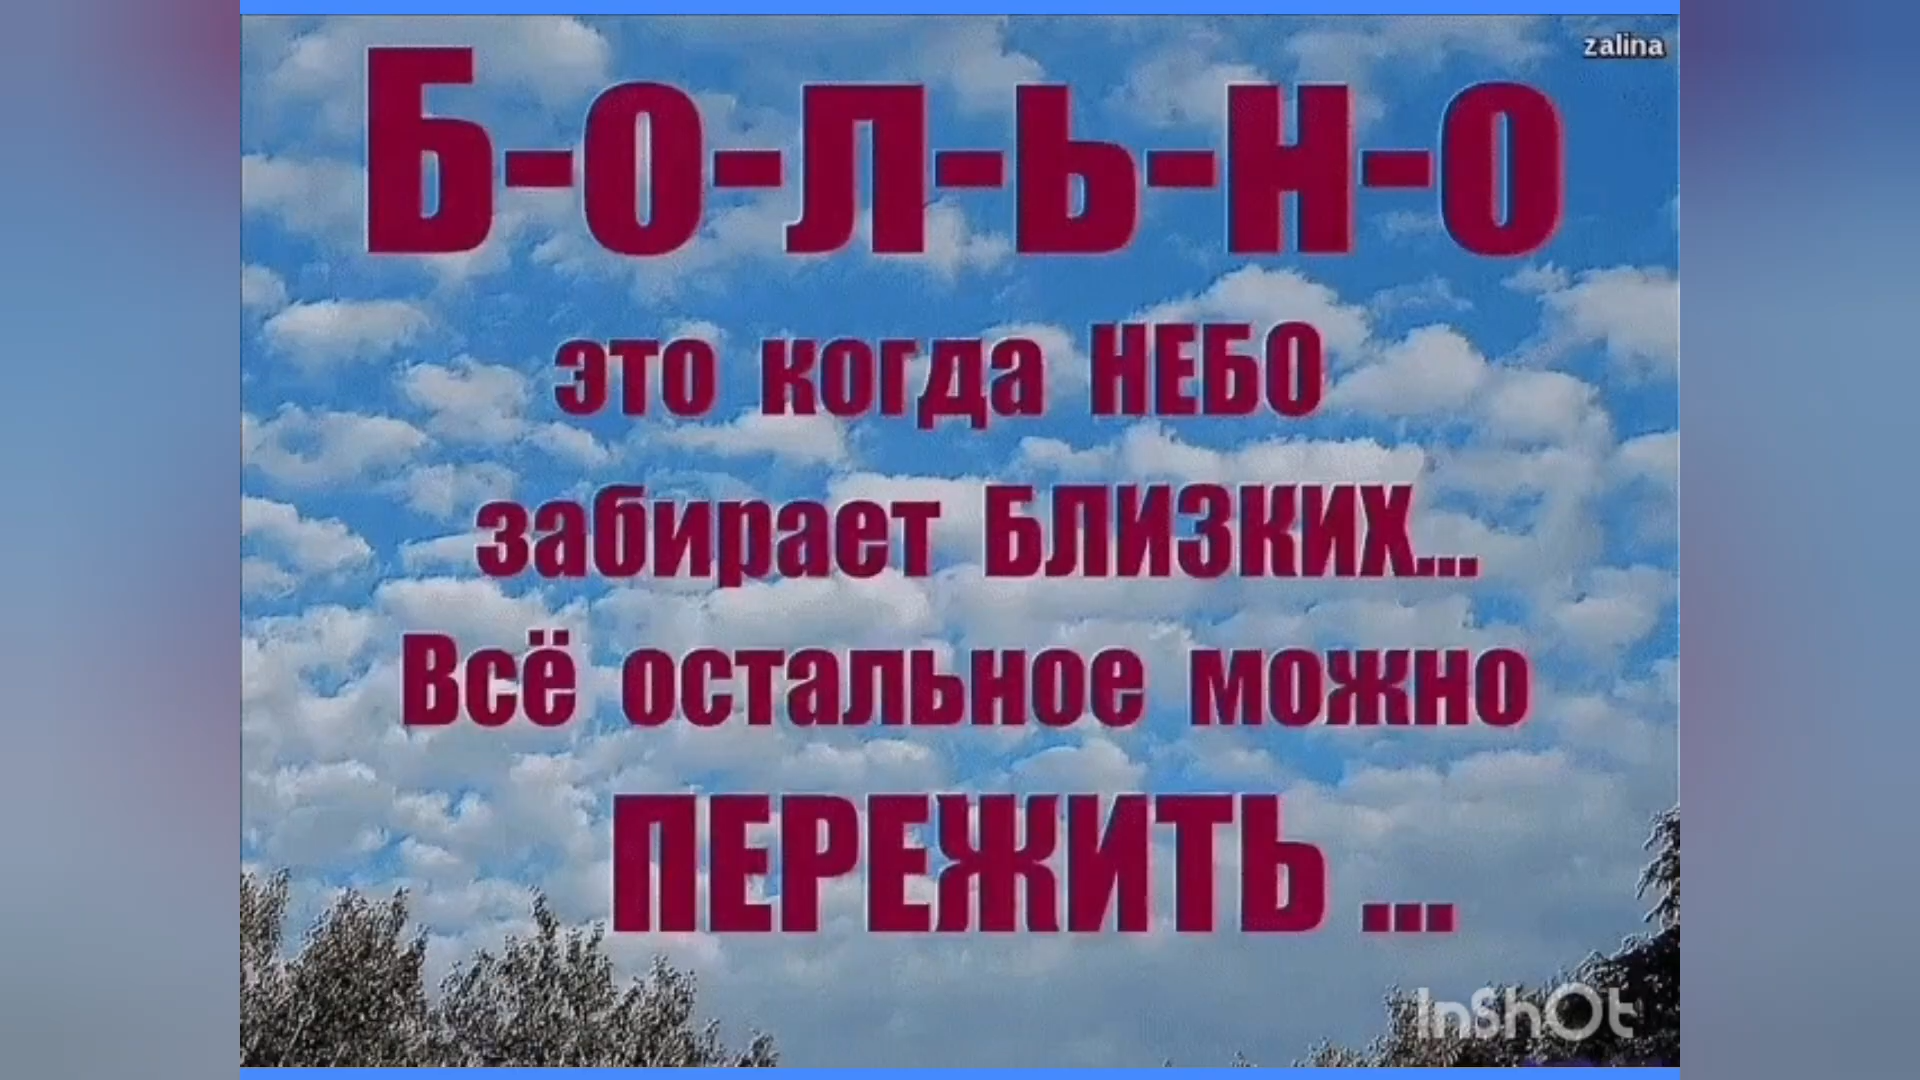 zalina
Б-о-л-ь-н-о
это когда НЕБО
забирает БЛИЗКИХ...
Всё остальное можно
ПЕРЕЖИТЬ ...
InShOt